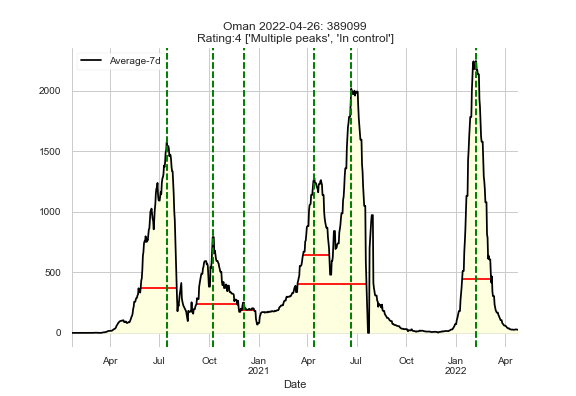 Oman 2022-04-26: 389099
Rating:4 ['Multiple peaks', 'In control']
Average-7d
2000
1500
1000
500
0
Apr Jul Oct Jan Apr Jul Oct Jan Apr
2021 2022
Date